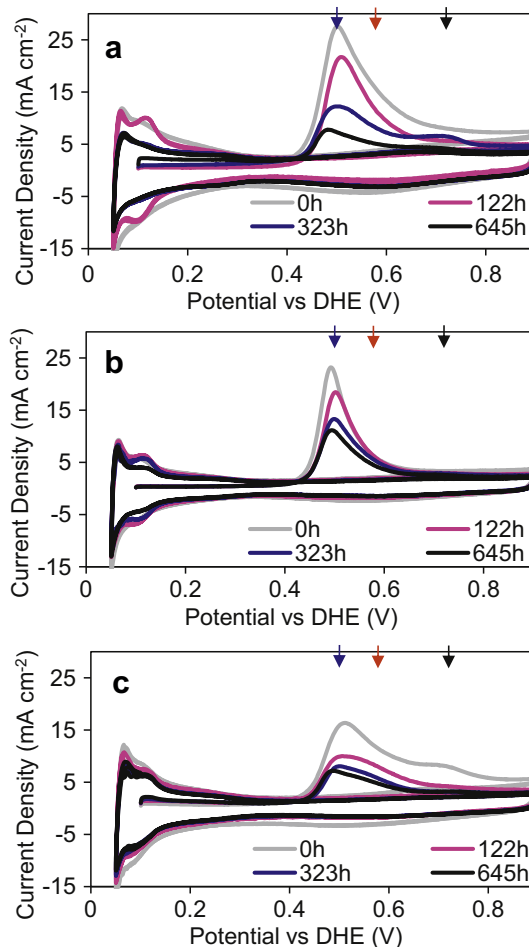 a
25
15
5
-5
-15
Current Density (mA cm-2)
0h
122h
323h
645h
0
0.2
0.4
0.6
0.8
Potential vs DHE (V)
b
25
15
5
-5
-15
Current Density (mA cm-2)
0h
122h
323h
645h
0
0.2
0.4
0.6
0.8
Potential vs DHE (V)
c
25
15
5
-5
-15
Current Density (mA cm-2)
0h
122h
323h
645h
0
0.2
0.4
0.6
0.8
Potential vs DHE (V)